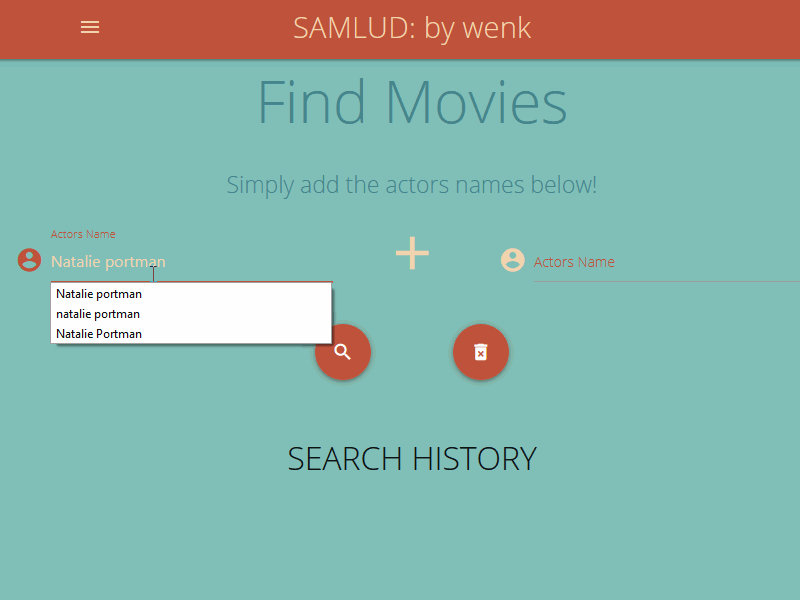 SAMLUD: by wenk
Find Movies
Simply add the actors names below!
Actors Name
Natalie portman
Actors Name
Natalie portman
natalie portman
Natalie Portman
SEARCH HISTORY